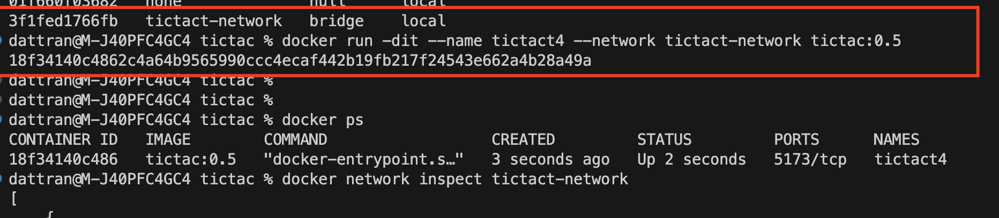 01f660f03682   none              null      local
3f1fed1766fb   tictact-network   bridge    local
dattran@M-J40PFC4GC4 tictac % docker run -dit --name tictact4 --network tictact-network tictac:0.5
18f34140c4862c4a64b9565990ccc4ecaf442b19fb217f24543e662a4b28a49a
dattran@M-J40PFC4GC4 tictac %
dattran@M-J40PFC4GC4 tictac %
dattran@M-J40PFC4GC4 tictac % docker ps
CONTAINER ID   IMAGE        COMMAND                  CREATED         STATUS         PORTS      NAMES
18f34140c486   tictac:0.5   "docker-entrypoint.s…"   3 seconds ago   Up 2 seconds   5173/tcp   tictact4
dattran@M-J40PFC4GC4 tictac % docker network inspect tictact-network
[
    {